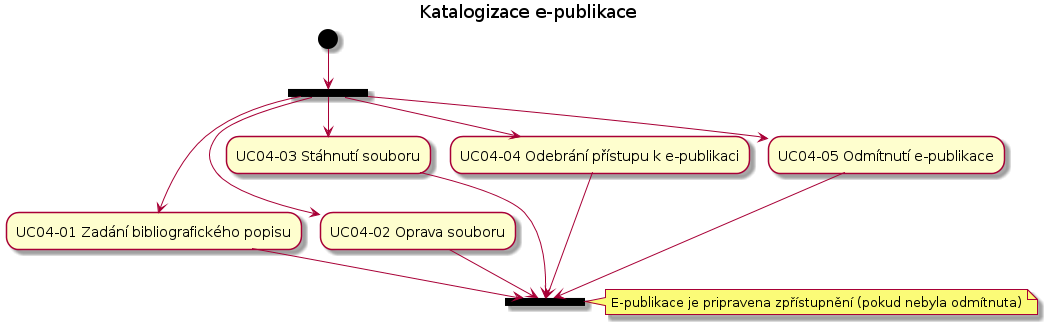 Katalogizace e-publikace
UC04-03 Stáhnutí souboru
UC04-04 Odebrání přístupu k e-publikaci
UC04-05 Odmítnutí e-publikace
UC04-01 Zadání bibliografického popisu
UC04-02 Oprava souboru
E-publikace je pripravena zpřístupnění (pokud nebyla odmítnuta)